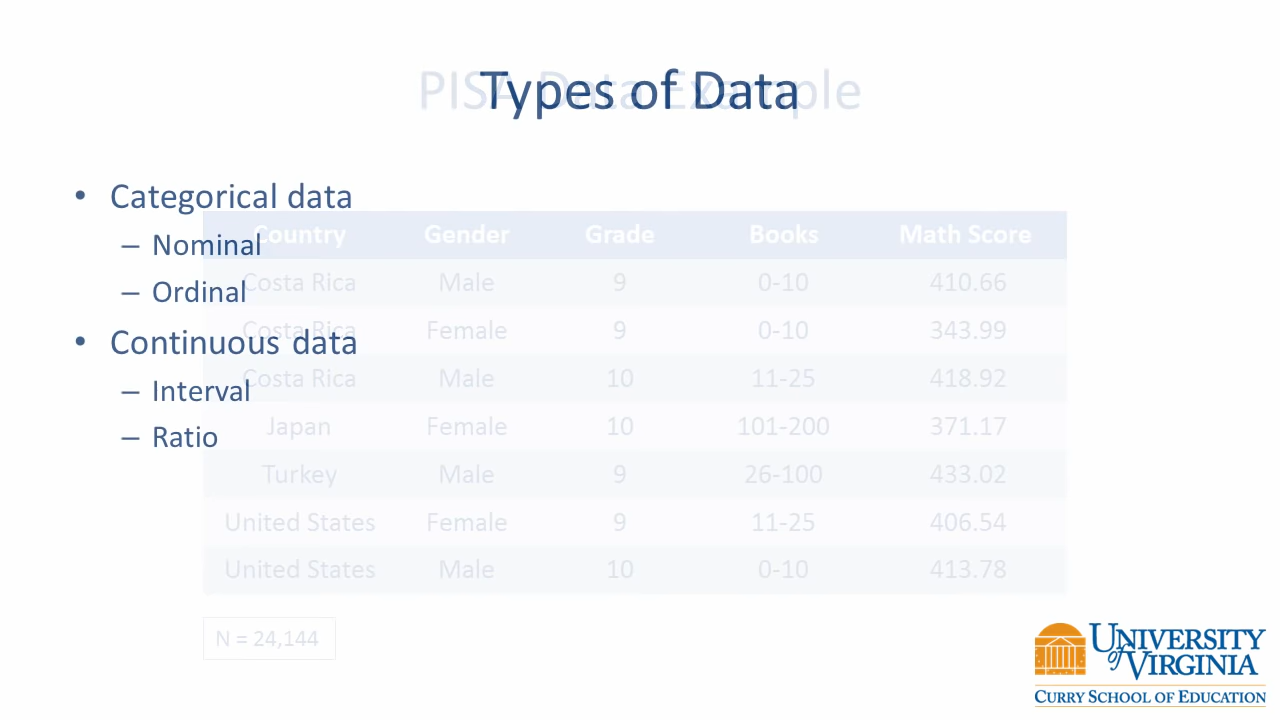 Types of Data
PISA Data Example
• Categorical data
– Nominal
– Ordinal
• Continuous data
– Interval
– Ratio
Country Gender Grade Books Math Score
Costa Rica Male 9 0-10 410.66
Costa Rica Female 9 0-10 343.99
Costa Rica Male 10 11-25 418.92
Japan Female 10 101-200 371.17
Turkey Male 9 26-100 433.02
United States Female 9 11-25 406.54
United States Male 10 0-10 413.78
N = 24,144
UNIVERSITY
of VIRGINIA
CURRY SCHOOL OF EDUCATION